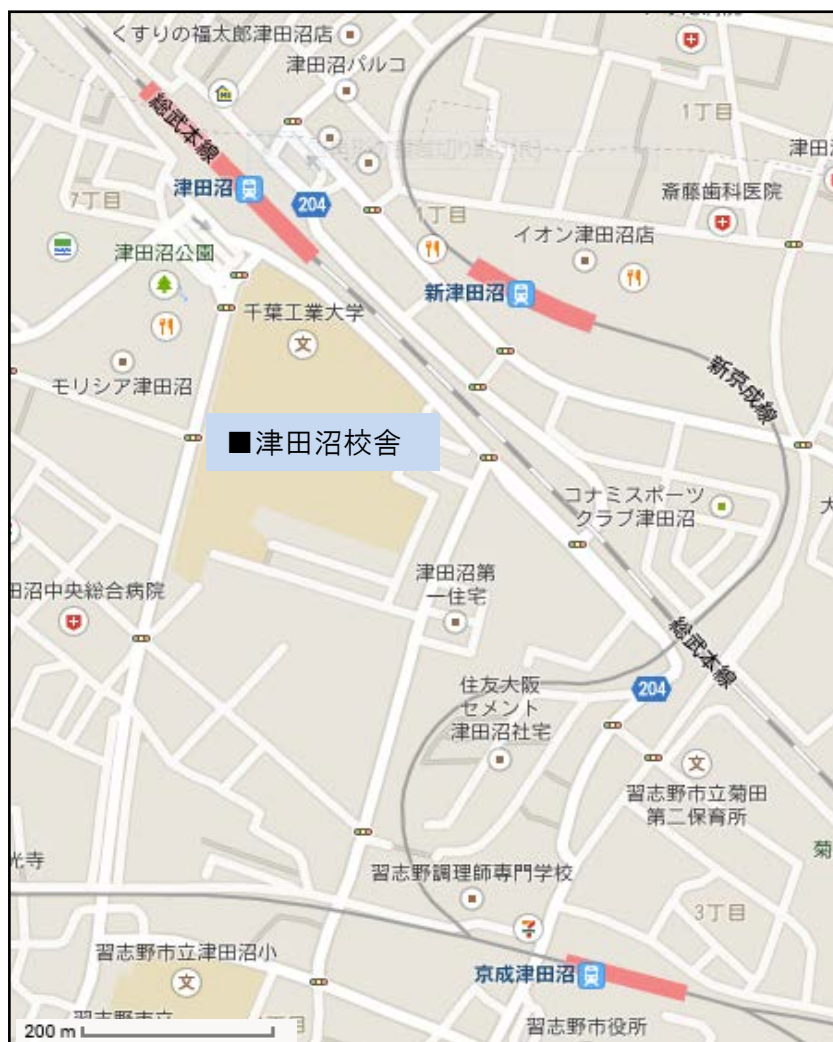 くすりの福太郎津田沼店
津田沼パルコ
1丁目
総武本線
津田沼
204
7丁目
斎藤歯科医院
1丁目
イオン津田沼店
津田沼公園
新津田沼
千葉工業大学
モリシア津田沼
新京成線
■津田沼校舎
コナミスポーツ
クラブ津田沼
津田沼第
一住宅
田沼中央総合病院
総武本線
住友大阪
セメント
津田沼社宅
204
習志野市立菊田
第二保育所
光寺
習志野調理師専門学校
菊
3丁目
習志野市立津田沼小
京成津田沼
習志野市役所
200 m